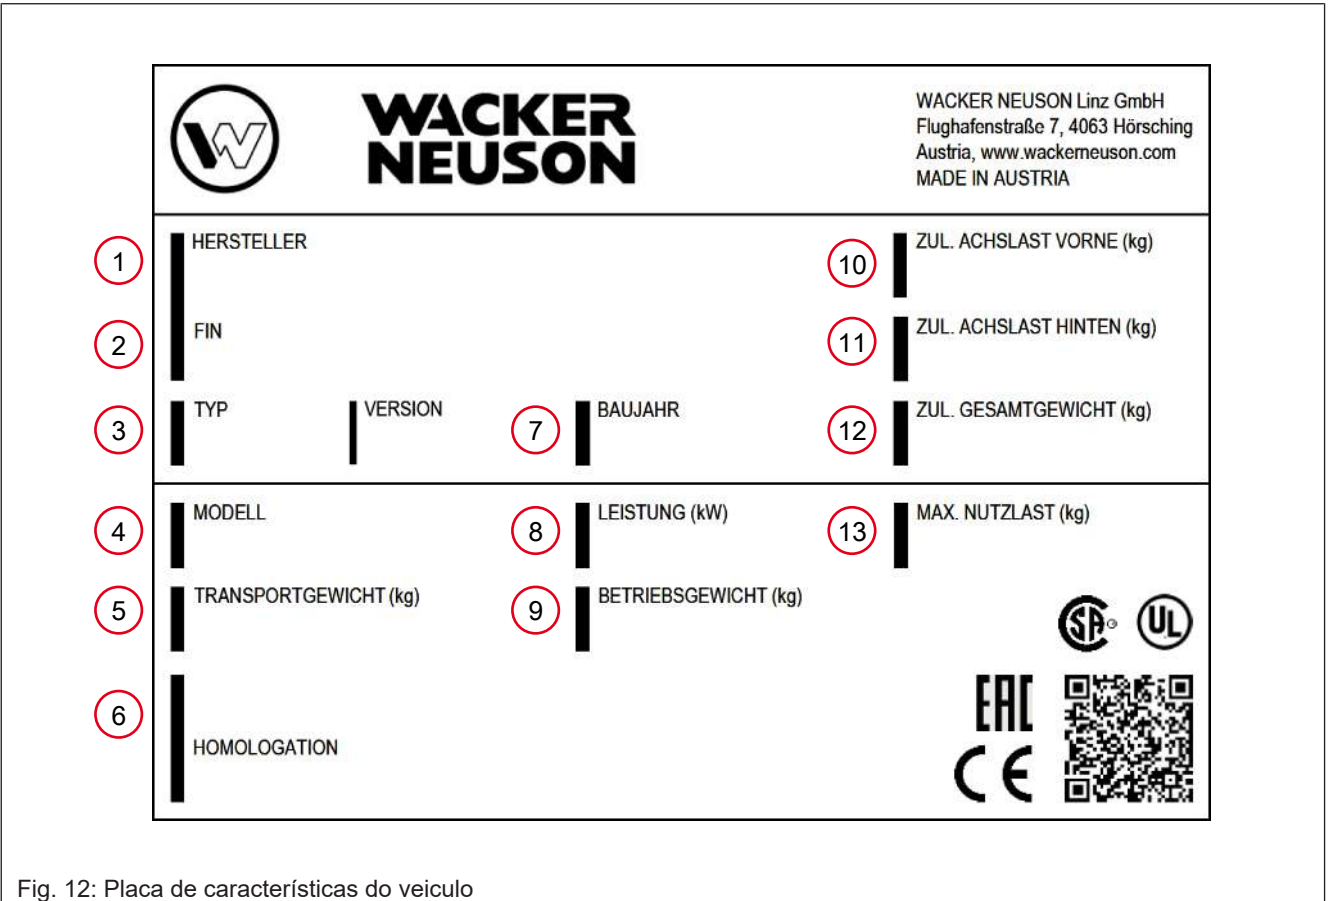 WACKER
NEUSON
WACKER NEUSON Linz GmbH
Flughafenstraße 7, 4063 Hörsching
Austria, www.wackerneuson.com
MADE IN AUSTRIA
1 HERSTELLER
10 ZUL. ACHSLAST VORNE (kg)
2 FIN
11 ZUL. ACHSLAST HINTEN (kg)
3 TYP VERSION
7 BAUJAHR
12 ZUL. GESAMTGEWICHT (kg)
4 MODELL
8 LEISTUNG (kW)
13 MAX. NUTZLAST (kg)
5 TRANSPORTGEWICHT (kg)
9 BETRIEBSGEWICHT (kg)
SA UL
6 HOMOLOGATION
EAC
CE
Fig. 12: Placa de características do veiculo